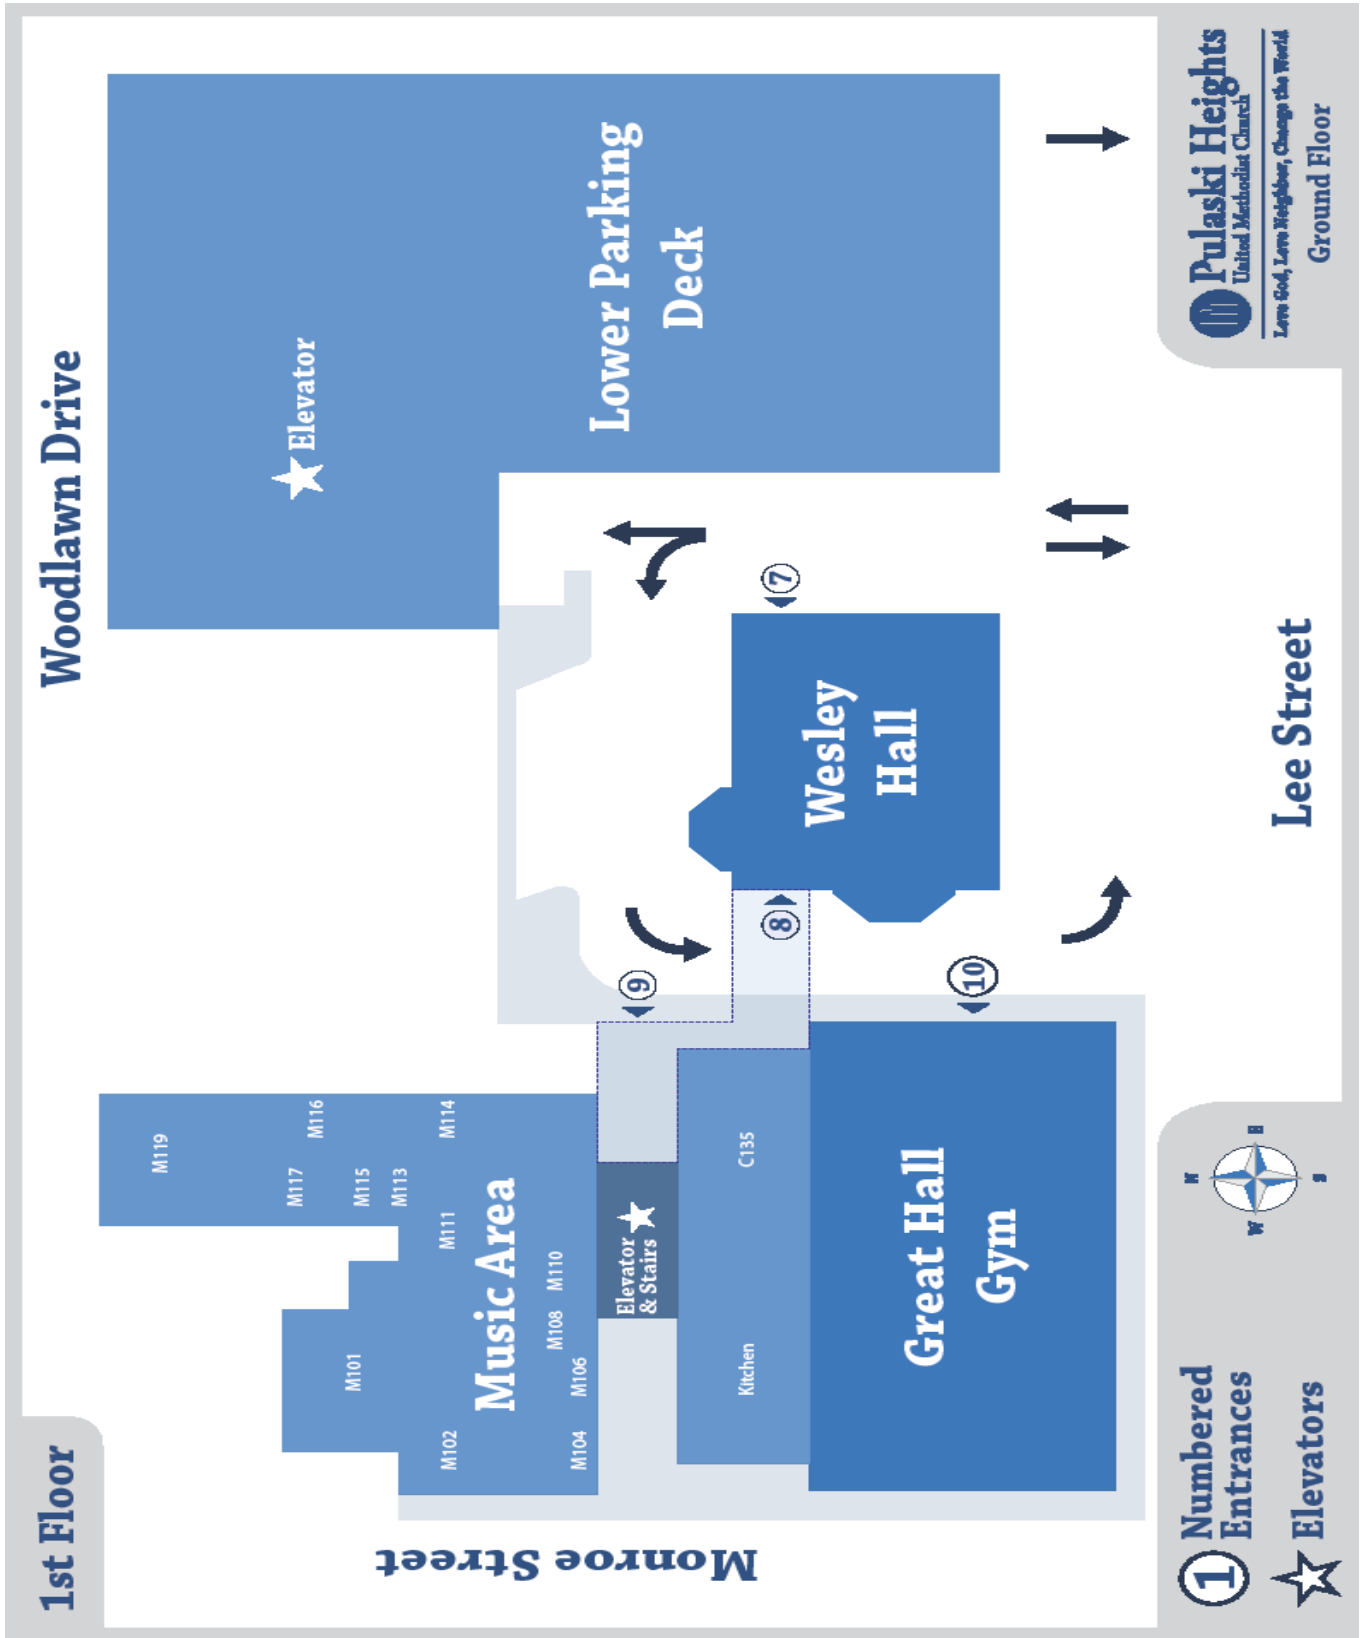 1st Floor
Woodlawn Drive
Monroe Street
Lee Street
M119
M116
M117
M115
M113
M114
M111
M101
Music Area
M110
M108
M106
M102
M104
Elevator
& Stairs
C135
Kitchen
Great Hall
Gym
9
8
10
7
Wesley
Hall
Elevator
Lower Parking
Deck
1
Numbered
Entrances
Elevators
N
E
S
W
Pulaski Heights
United Methodist Church
Love God, Love Neighbor, Change the World
Ground Floor